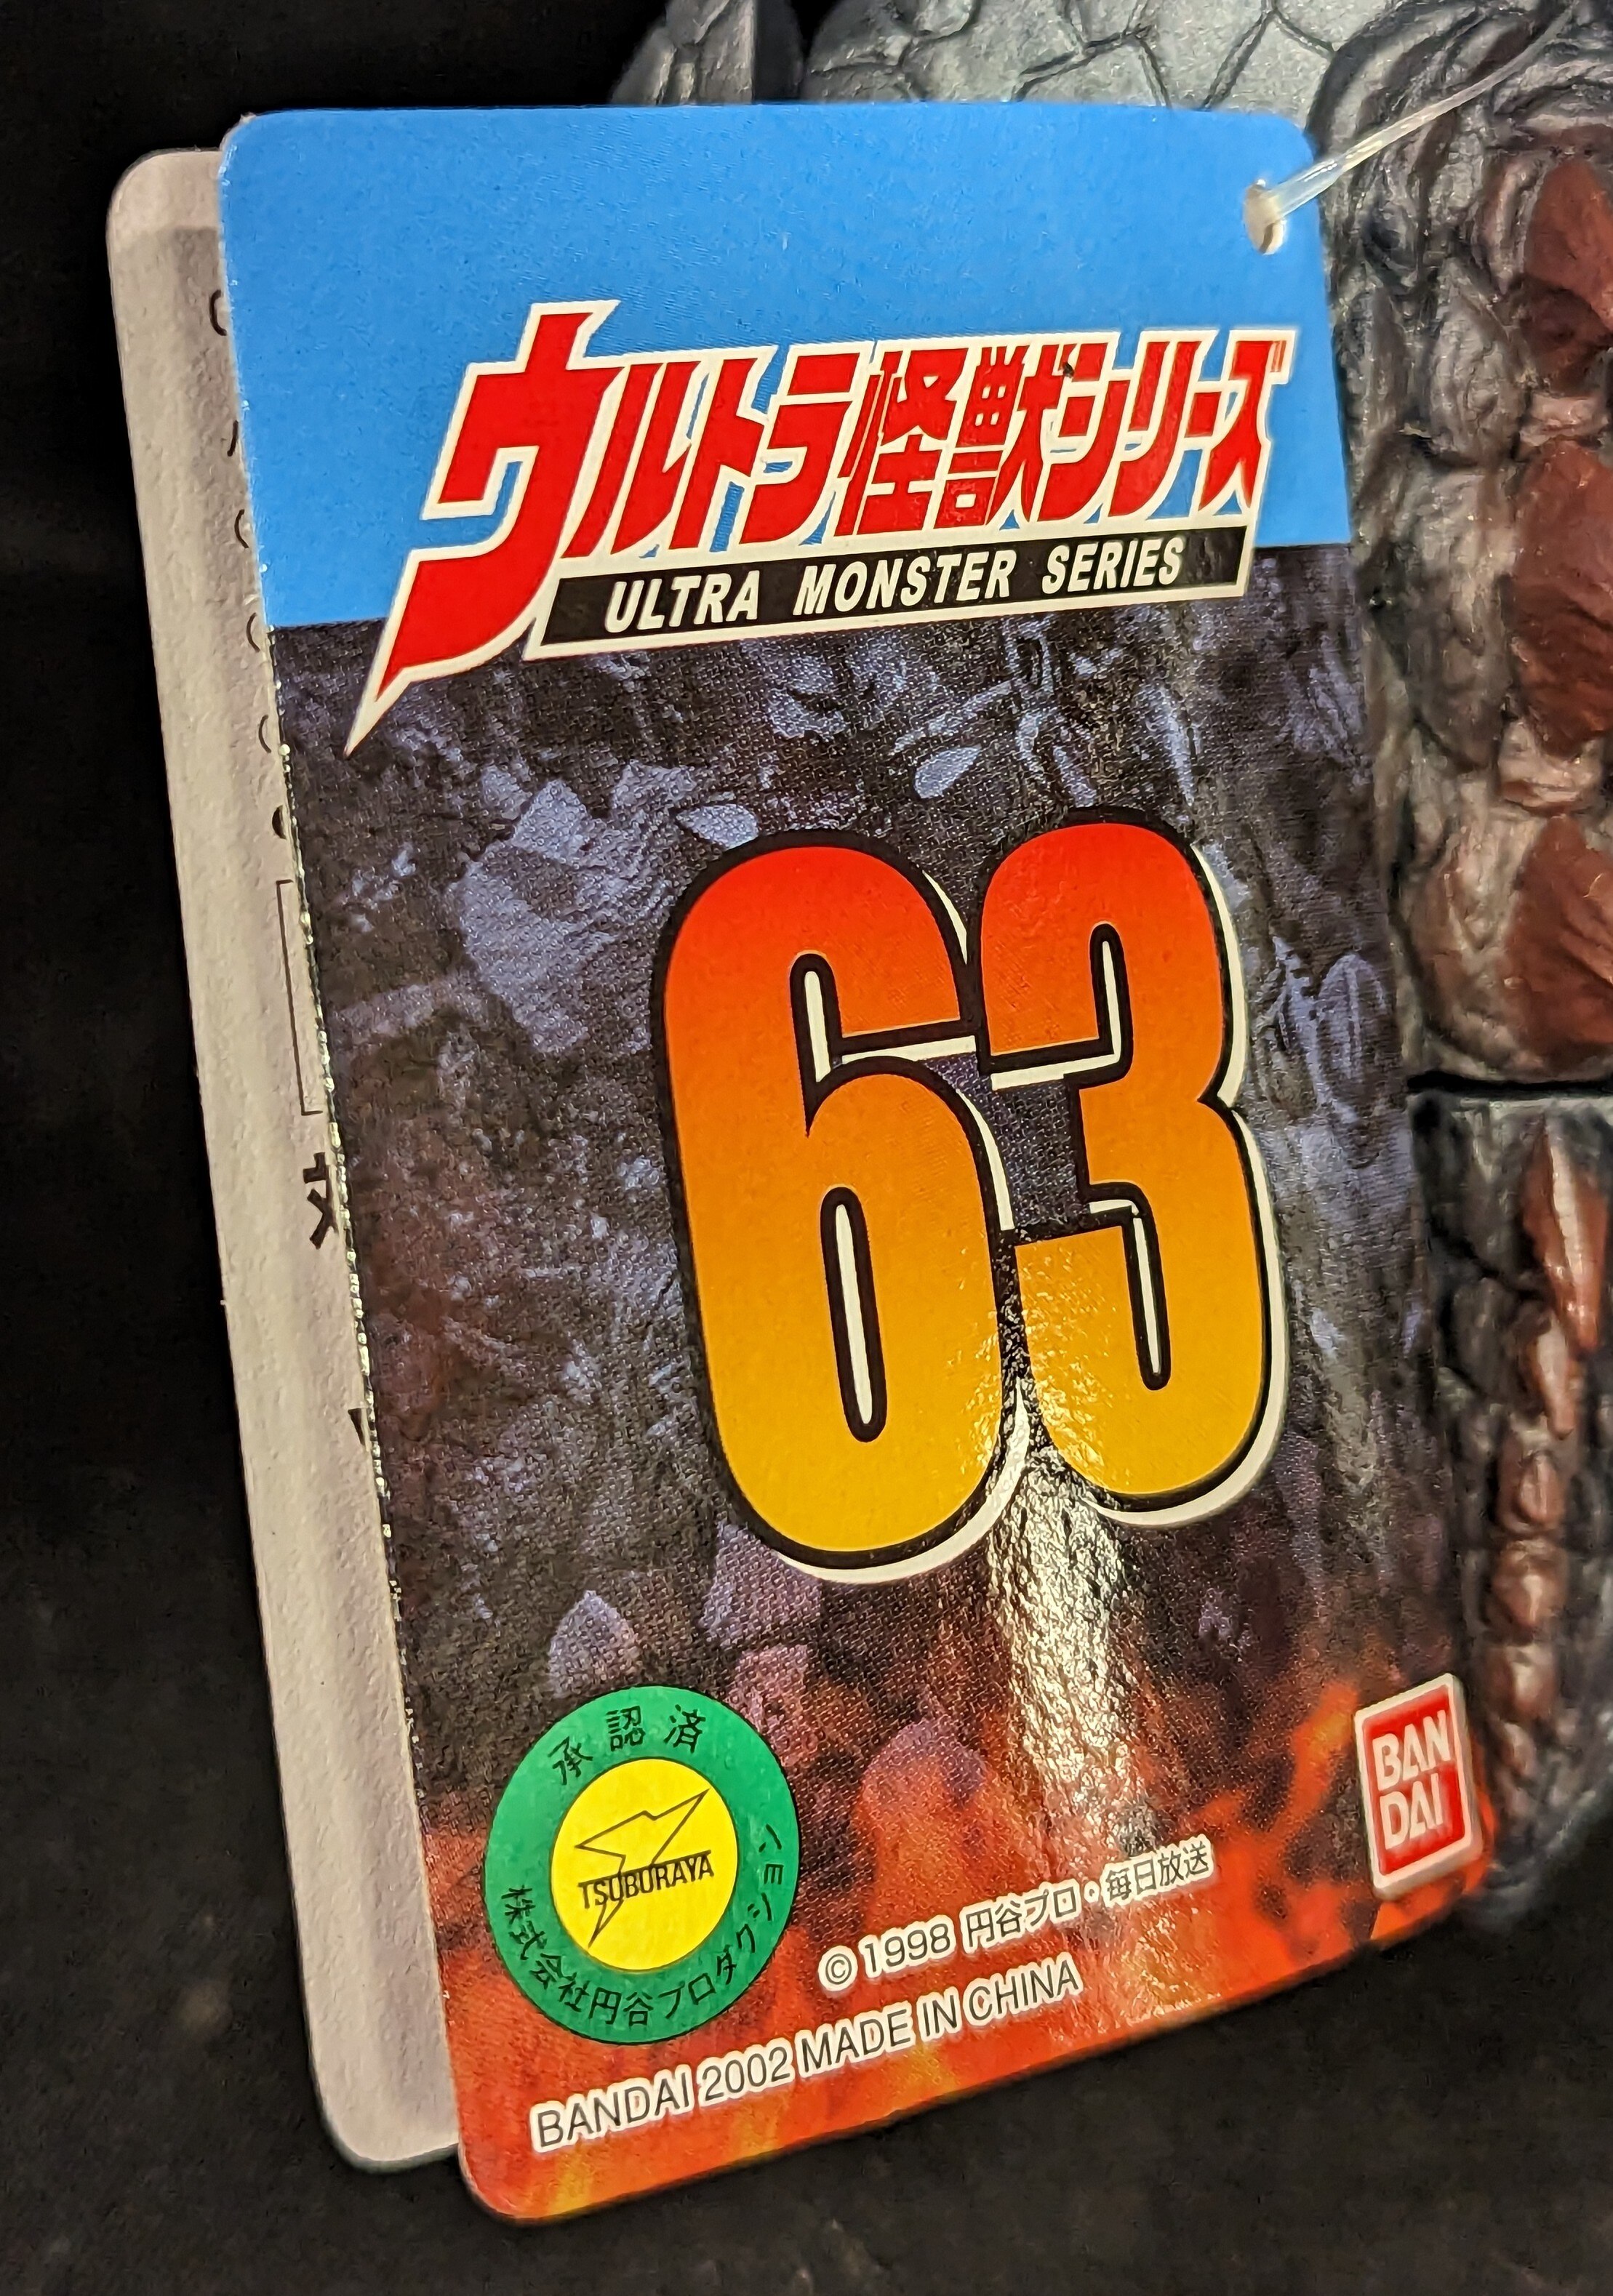 ウルトラ怪獣シリーズ
ULTRA MONSTER SERIES
63
承認済
TSUBURAYA
株式会社円谷プロダクション
BAN
DAI
© 1998 円谷プロ・毎日放送
BANDAI 2002 MADE IN CHINA